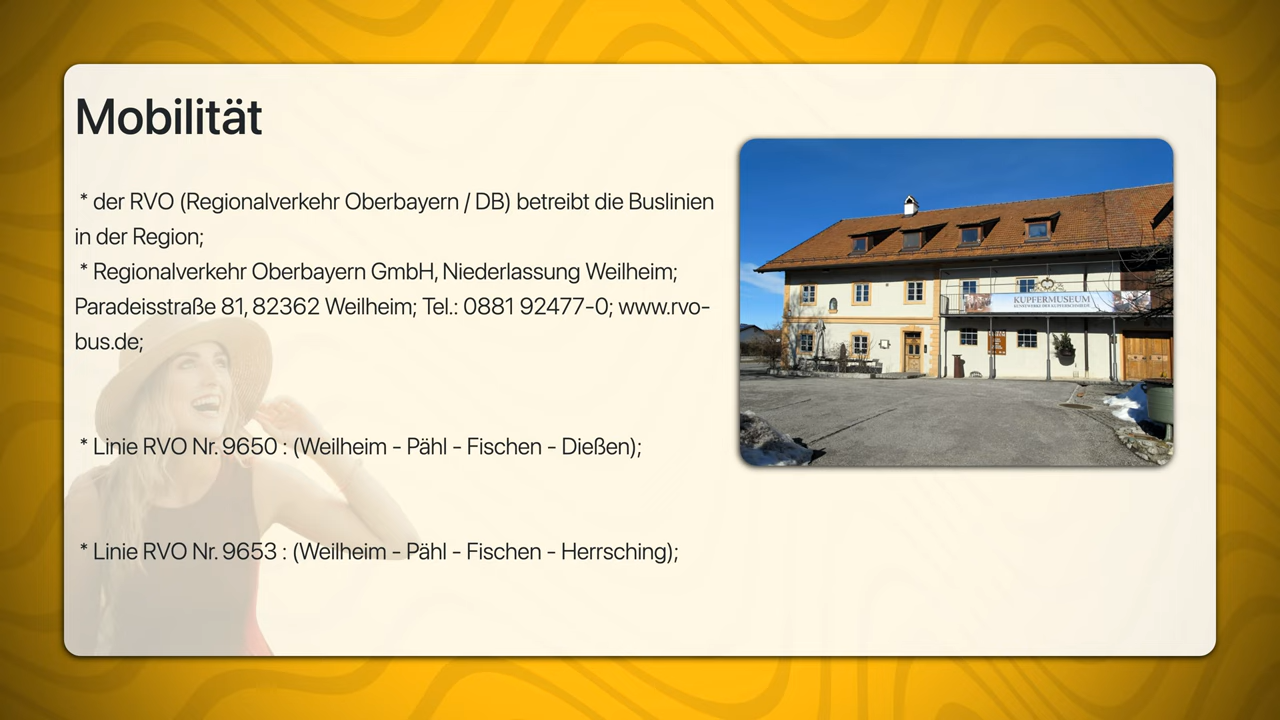 Mobilität
* der RVO (Regionalverkehr Oberbayern / DB) betreibt die Buslinien
in der Region;
* Regionalverkehr Oberbayern GmbH, Niederlassung Weilheim;
Paradeisstraße 81, 82362 Weilheim; Tel.: 0881 92477-0; www.rvo-
bus.de;
* Linie RVO Nr. 9650 : (Weilheim - Pähl - Fischen - Dießen);
* Linie RVO Nr. 9653 : (Weilheim - Pähl - Fischen - Herrsching);
KUPFERMUSEUM